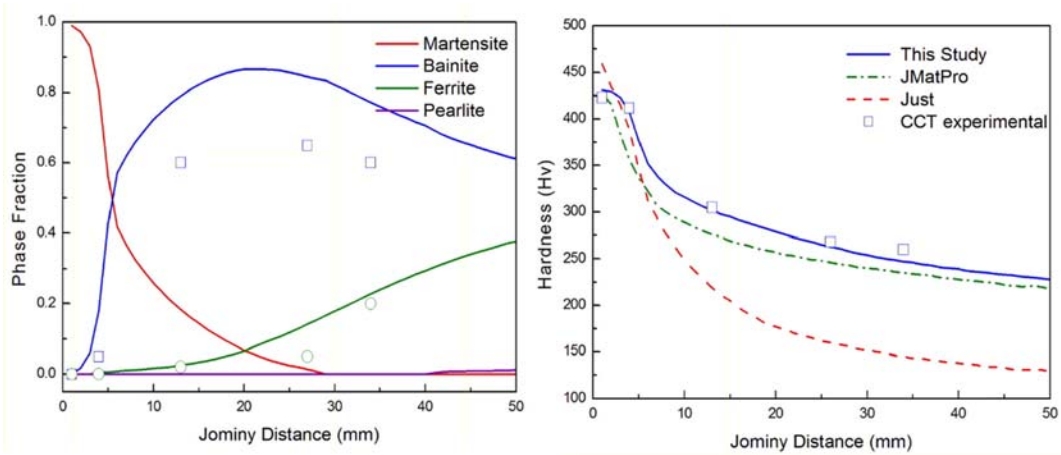 1.0
0.8
0.6
0.4
0.2
0.0
Phase Fraction
Martensite
Bainite
Ferrite
Pearlite
0 10 20 30 40 50
Jominy Distance (mm)
500
450
400
350
300
250
200
150
100
Hardness (Hv)
This Study
JMatPro
Just
CCT experimental
0 10 20 30 40 50
Jominy Distance (mm)